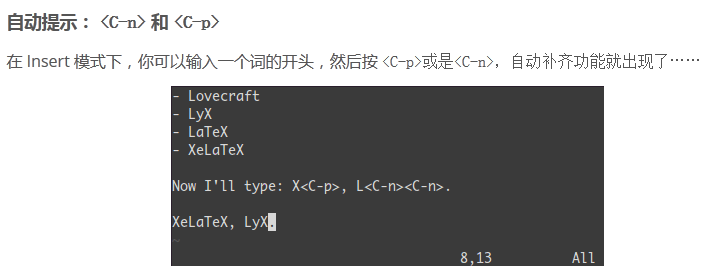 自动提示： <C-n> 和 <C-p>
在 Insert 模式下，你可以输入一个词的开头，然后按 <C-p>或是<C-n>，自动补齐功能就出现了……
- Lovecraft
- LyX
- LaTeX
- XeLaTeX
Now I'll type: X<C-p>, L<C-n><C-n>.
XeLaTeX, LyX.
~
8,13 All